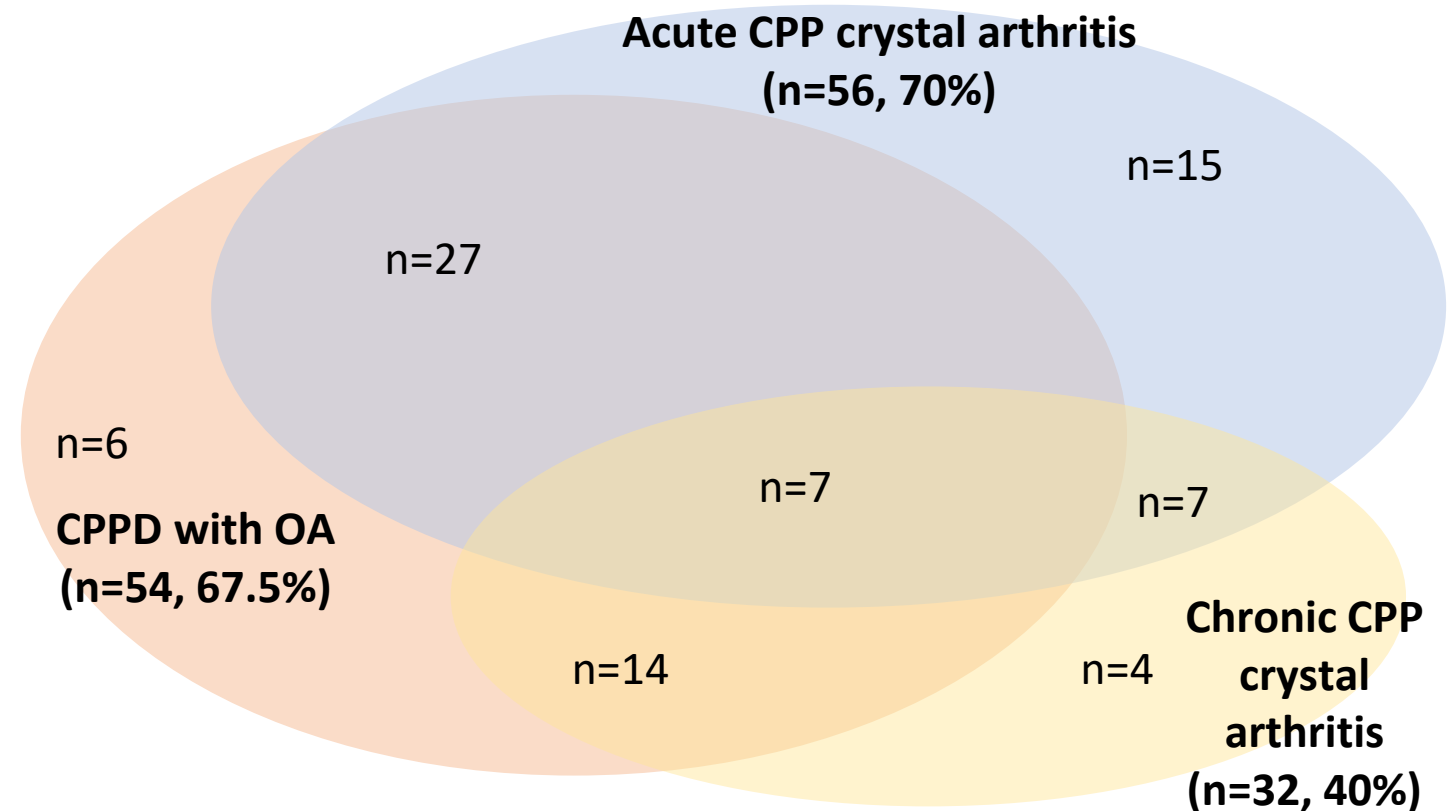 Acute CPP crystal arthritis
(n=56, 70%)
n=15
n=27
n=6
n=7
n=7
CPPD with OA
(n=54, 67.5%)
n=14
n=4
Chronic CPP
crystal
arthritis
(n=32, 40%)